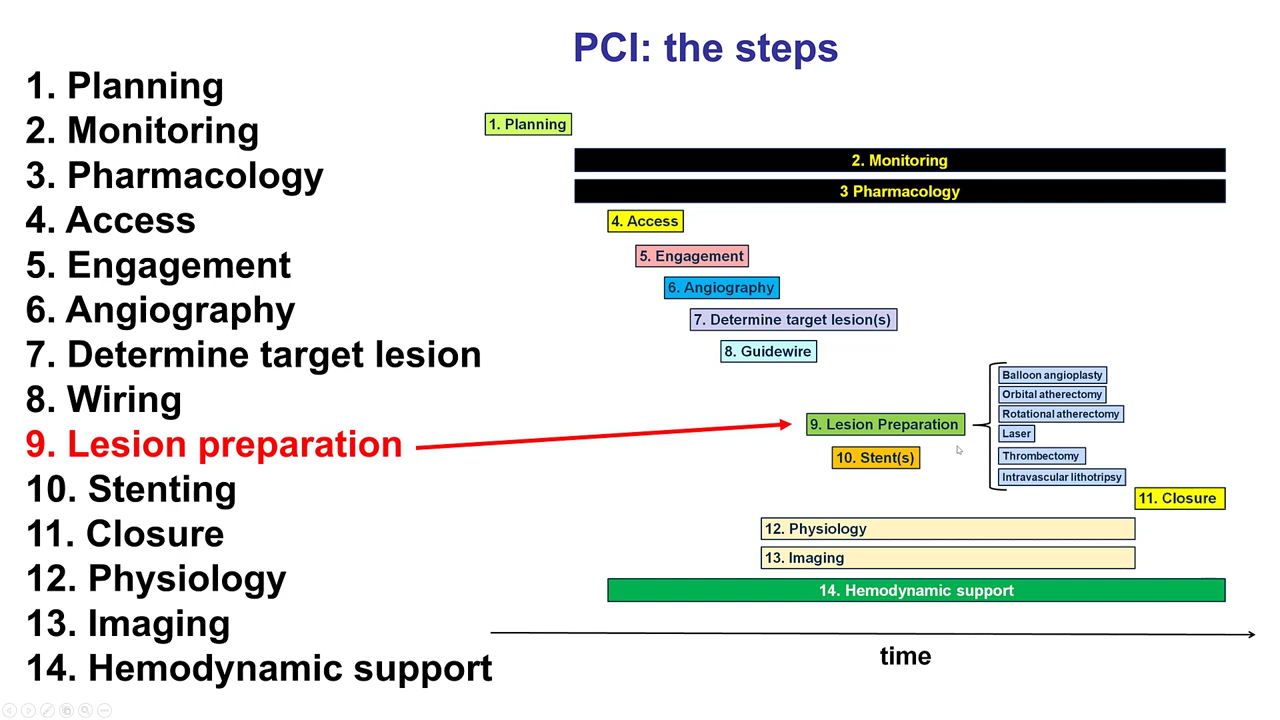 PCI: the steps
1. Planning
2. Monitoring
3. Pharmacology
4. Access
5. Engagement
6. Angiography
7. Determine target lesion
8. Wiring
9. Lesion preparation
10. Stenting
11. Closure
12. Physiology
13. Imaging
14. Hemodynamic support
1. Planning
2. Monitoring
3 Pharmacology
4. Access
5. Engagement
6. Angiography
7. Determine target lesion(s)
8. Guidewire
9. Lesion Preparation
Balloon angioplasty
Orbital atherectomy
Rotational atherectomy
Laser
Thrombectomy
Intravascular lithotripsy
10. Stent(s)
11. Closure
12. Physiology
13. Imaging
14. Hemodynamic support
time